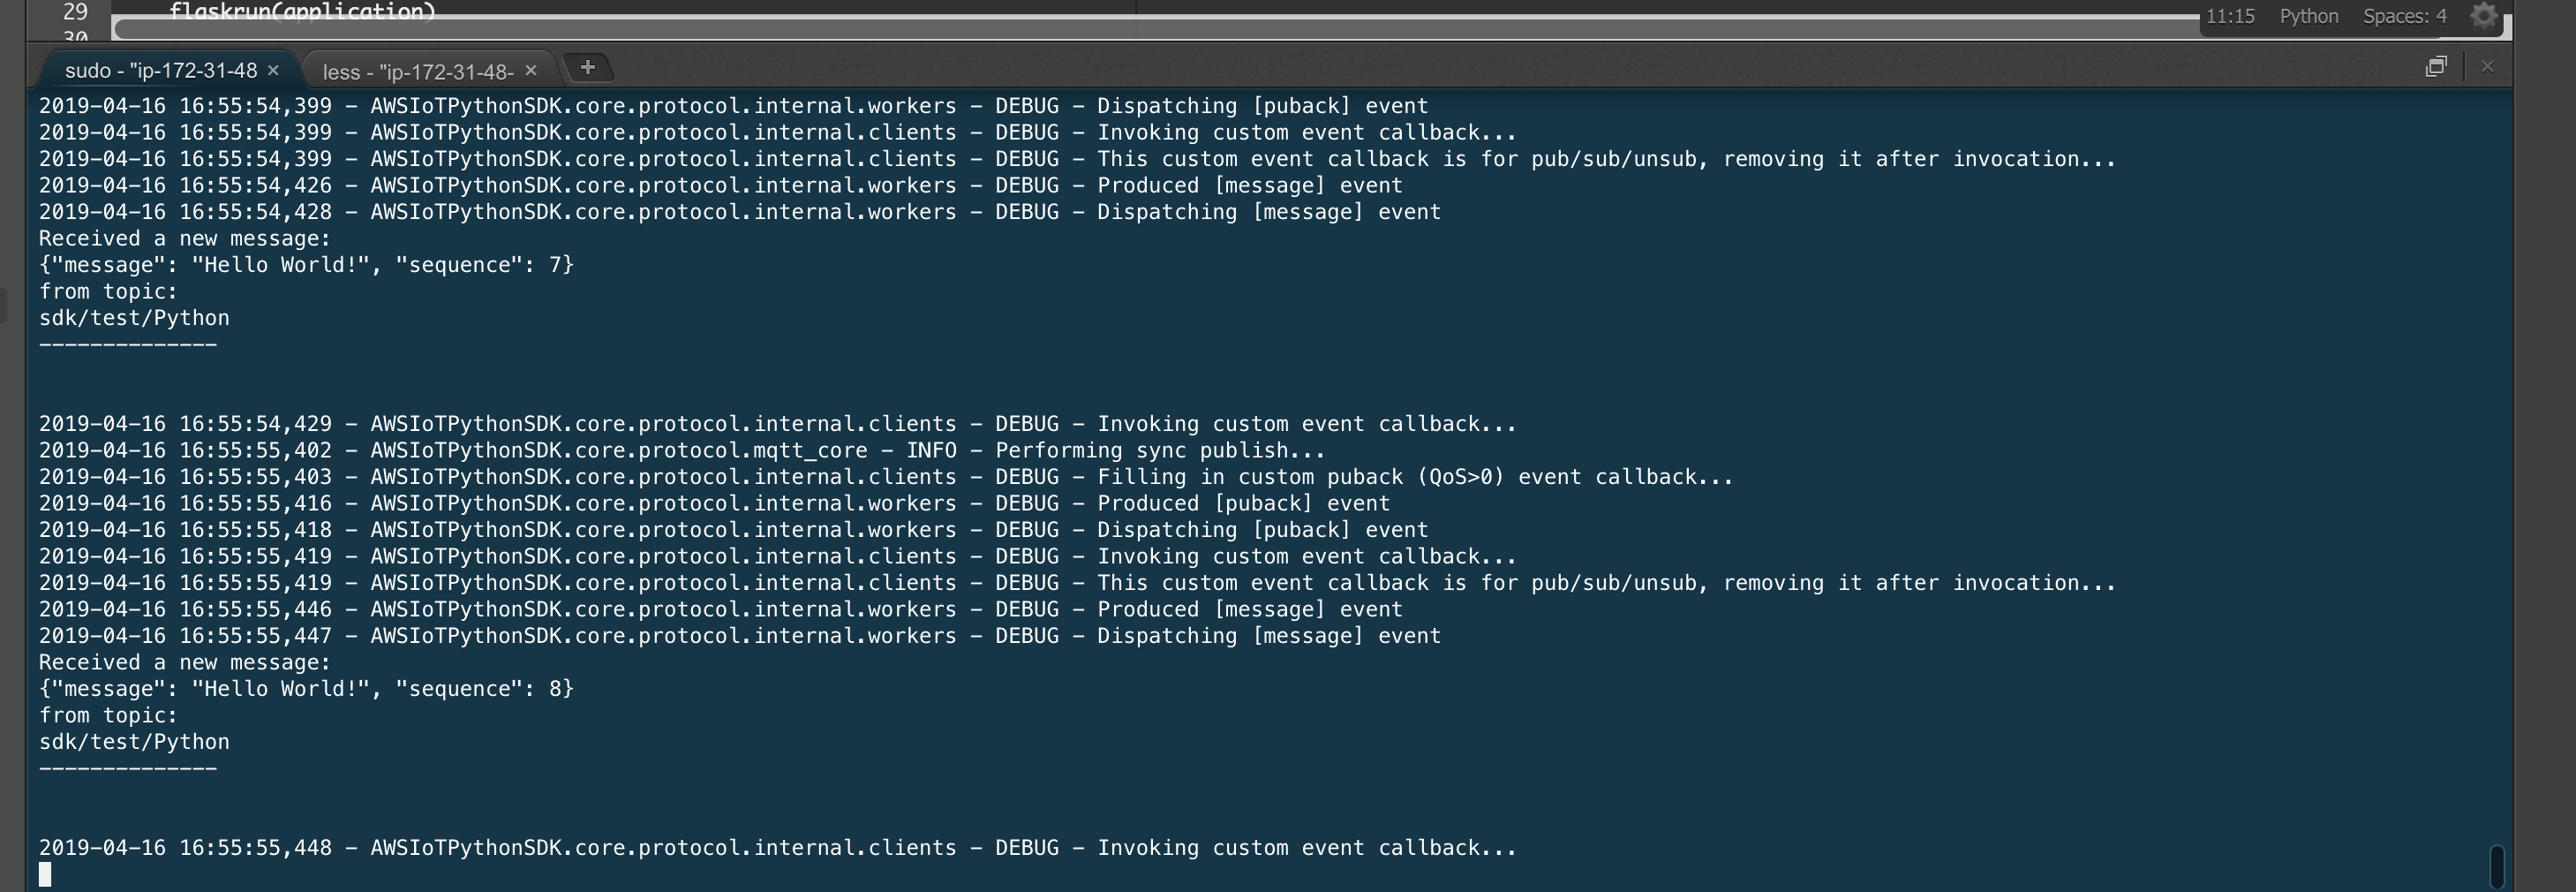 29 flaskrun(application)
30
11:15 Python Spaces: 4
sudo - "ip-172-31-48 × less - "ip-172-31-48- × +
2019-04-16 16:55:54,399 - AWSIoTPythonSDK.core.protocol.internal.workers - DEBUG - Dispatching [puback] event
2019-04-16 16:55:54,399 - AWSIoTPythonSDK.core.protocol.internal.clients - DEBUG - Invoking custom event callback...
2019-04-16 16:55:54,399 - AWSIoTPythonSDK.core.protocol.internal.clients - DEBUG - This custom event callback is for pub/sub/unsub, removing it after invocation...
2019-04-16 16:55:54,426 - AWSIoTPythonSDK.core.protocol.internal.workers - DEBUG - Produced [message] event
2019-04-16 16:55:54,428 - AWSIoTPythonSDK.core.protocol.internal.workers - DEBUG - Dispatching [message] event
Received a new message:
{"message": "Hello World!", "sequence": 7}
from topic:
sdk/test/Python
--------------
2019-04-16 16:55:54,429 - AWSIoTPythonSDK.core.protocol.internal.clients - DEBUG - Invoking custom event callback...
2019-04-16 16:55:55,402 - AWSIoTPythonSDK.core.protocol.mqtt_core - INFO - Performing sync publish...
2019-04-16 16:55:55,403 - AWSIoTPythonSDK.core.protocol.internal.clients - DEBUG - Filling in custom puback (QoS>0) event callback...
2019-04-16 16:55:55,416 - AWSIoTPythonSDK.core.protocol.internal.workers - DEBUG - Produced [puback] event
2019-04-16 16:55:55,418 - AWSIoTPythonSDK.core.protocol.internal.workers - DEBUG - Dispatching [puback] event
2019-04-16 16:55:55,419 - AWSIoTPythonSDK.core.protocol.internal.clients - DEBUG - Invoking custom event callback...
2019-04-16 16:55:55,419 - AWSIoTPythonSDK.core.protocol.internal.clients - DEBUG - This custom event callback is for pub/sub/unsub, removing it after invocation...
2019-04-16 16:55:55,446 - AWSIoTPythonSDK.core.protocol.internal.workers - DEBUG - Produced [message] event
2019-04-16 16:55:55,447 - AWSIoTPythonSDK.core.protocol.internal.workers - DEBUG - Dispatching [message] event
Received a new message:
{"message": "Hello World!", "sequence": 8}
from topic:
sdk/test/Python
--------------
2019-04-16 16:55:55,448 - AWSIoTPythonSDK.core.protocol.internal.clients - DEBUG - Invoking custom event callback...